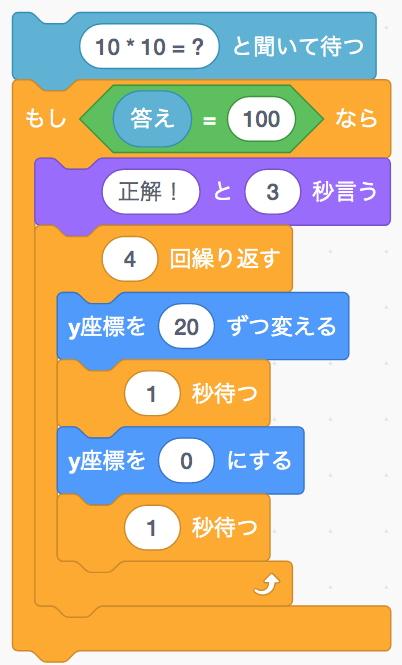 10 * 10 = ? と聞いて待つ
もし 答え = 100 なら
正解！ と 3 秒言う
4 回繰り返す
y座標を 20 ずつ変える
1 秒待つ
y座標を 0 にする
1 秒待つ